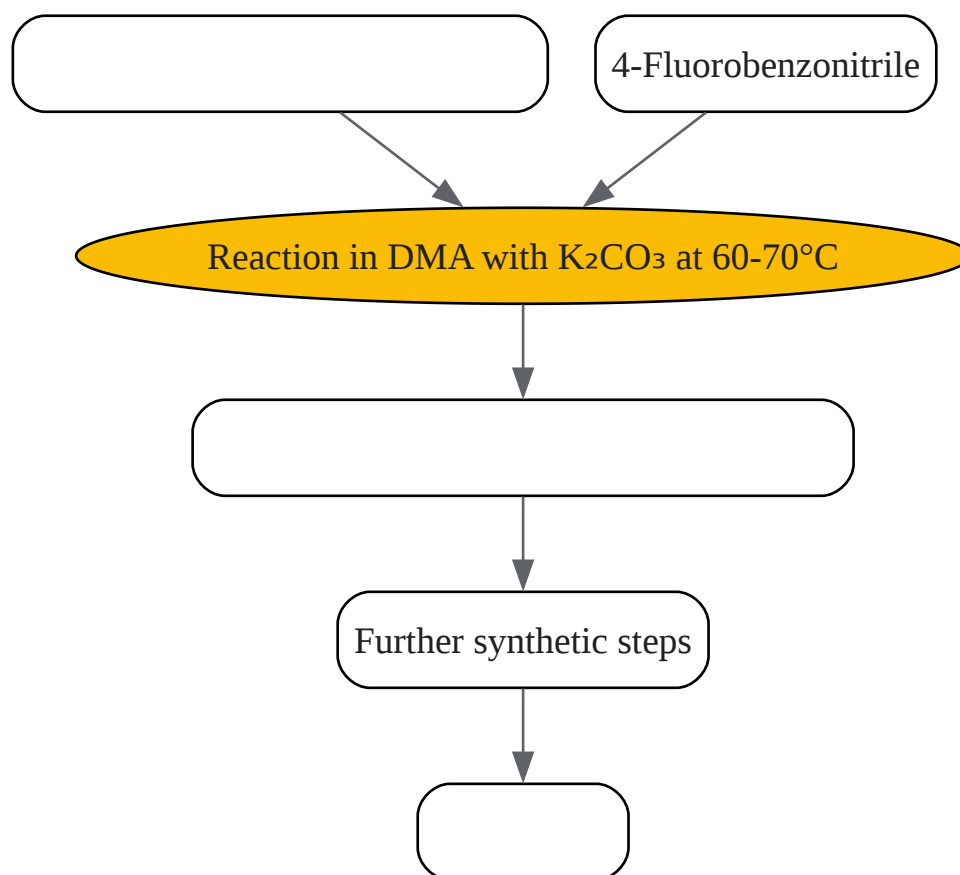 4-Fluorobenzonitrile
Reaction in DMA with K₂CO₃ at 60-70°C
Further synthetic steps